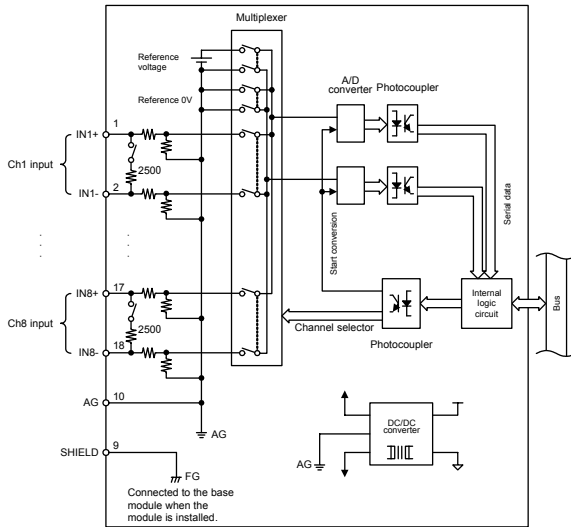 Multiplexer
Reference
voltage
Reference 0V
A/D
converter
Photocoupler
IN1+
1
Ch1 input
2500
IN1-
2
Start conversion
Serial data
IN8+
17
Ch8 input
2500
IN8-
18
Channel selector
Photocoupler
Internal
logic
circuit
Bus
AG
10
AG
SHIELD
9
FG
Connected to the base
module when the
module is installed.
DC/DC
converter
AG